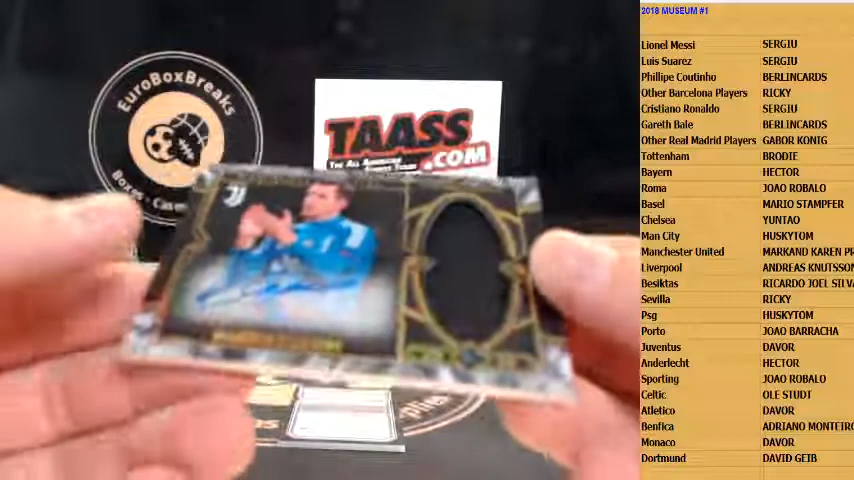 2018 MUSEUM #1
Lionel Messi SERGIU
Luis Suarez SERGIU
Phillipe Coutinho BERLINCARDS
Other Barcelona Players RICKY
Cristiano Ronaldo SERGIU
Gareth Bale BERLINCARDS
Other Real Madrid Players GABOR KONIG
Tottenham BRODIE
Bayern HECTOR
Roma JOAO ROBALO
Basel MARIO STAMPFER
Chelsea YUNTAO
Man City HUSKYTOM
Manchester United MARKAND KAREN PR
Liverpool ANDREAS KNUTSSON
Besiktas RICARDO JOEL SILVA
Sevilla RICKY
Psg HUSKYTOM
Porto JOAO BARRACHA
Juventus DAVOR
Anderlecht HECTOR
Sporting JOAO ROBALO
Celtic OLE STUDT
Atletico DAVOR
Benfica ADRIANO MONTEIRO
Monaco DAVOR
Dortmund DAVID GEIB
EuroBoxBreaks
Boxes
TAASS
THE ALL AMERICAN
.COM